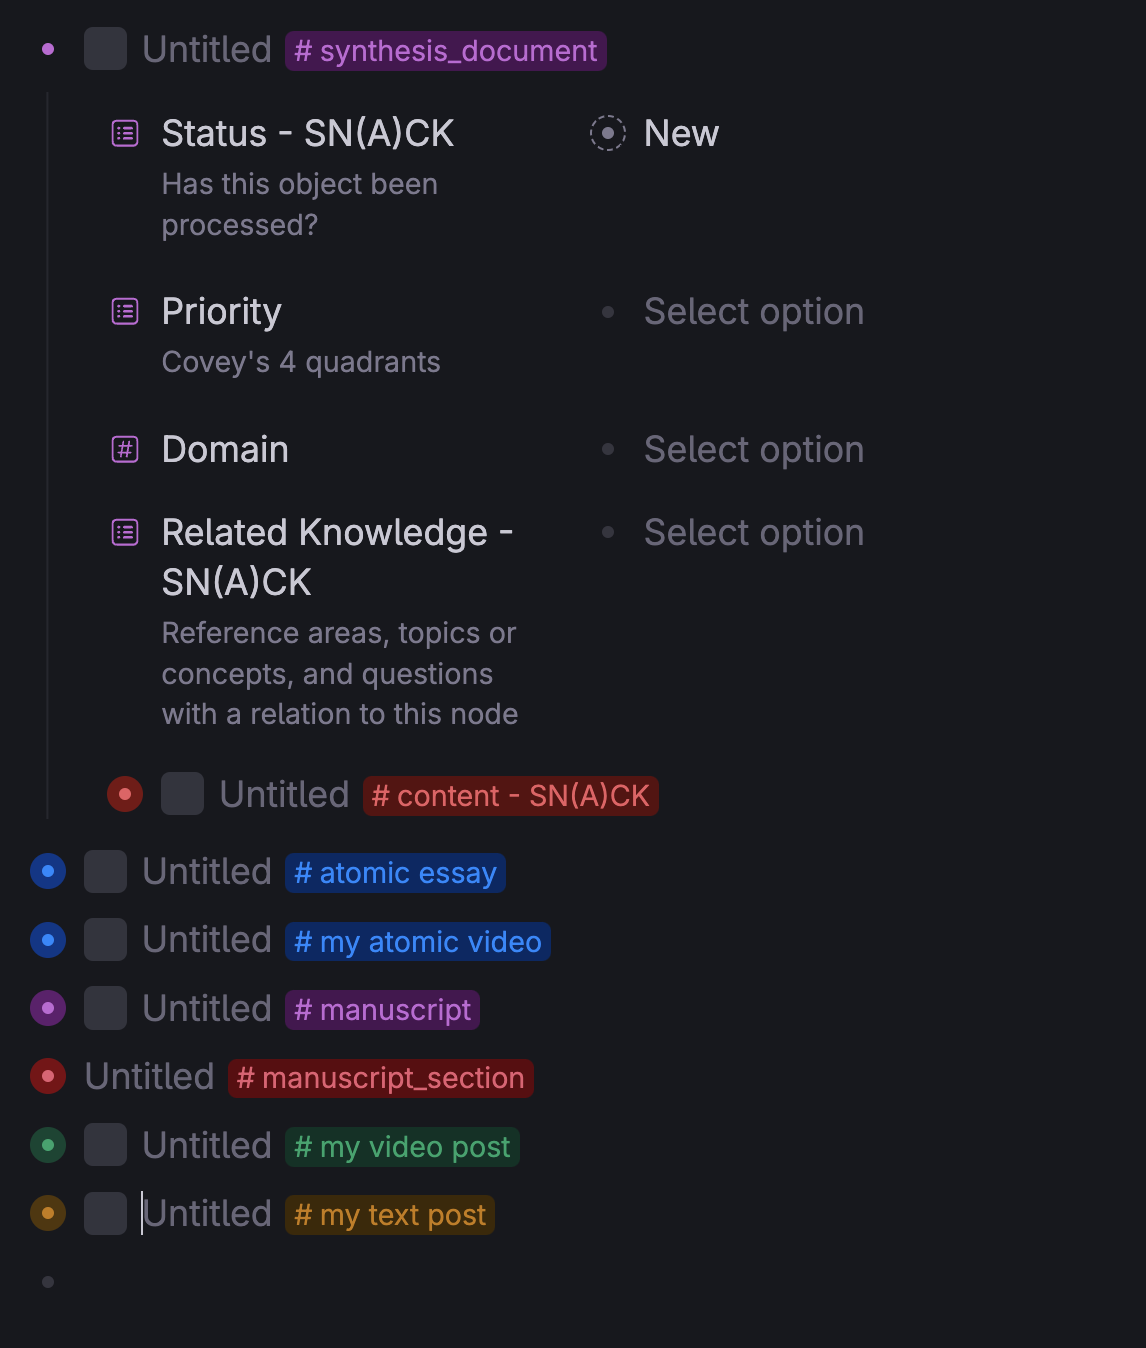 Untitled # synthesis_document
Status - SN(A)CK New
Has this object been
processed?
Priority Select option
Covey's 4 quadrants
Domain Select option
Related Knowledge - Select option
SN(A)CK
Reference areas, topics or
concepts, and questions
with a relation to this node
Untitled # content - SN(A)CK
Untitled # atomic essay
Untitled # my atomic video
Untitled # manuscript
Untitled # manuscript_section
Untitled # my video post
Untitled # my text post